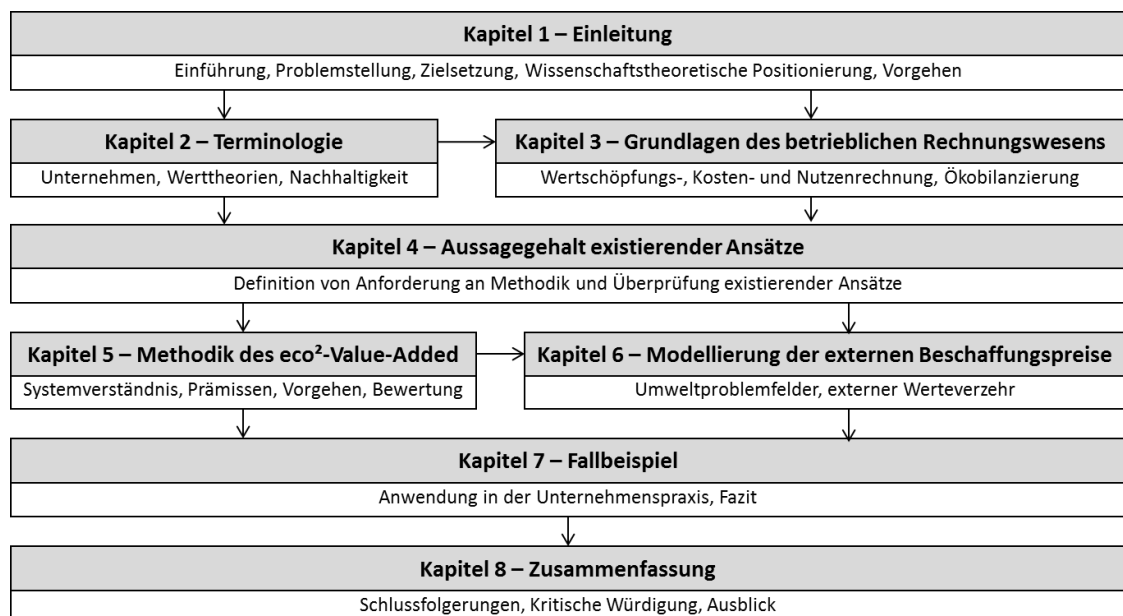 Kapitel 1 – Einleitung
Einführung, Problemstellung, Zielsetzung, Wissenschaftstheoretische Positionierung, Vorgehen
Kapitel 2 – Terminologie
Unternehmen, Werttheorien, Nachhaltigkeit
Kapitel 3 – Grundlagen des betrieblichen Rechnungswesens
Wertschöpfungs-, Kosten- und Nutzenrechnung, Ökobilanzierung
Kapitel 4 – Aussagegehalt existierender Ansätze
Definition von Anforderung an Methodik und Überprüfung existierender Ansätze
Kapitel 5 – Methodik des eco²-Value-Added
Systemverständnis, Prämissen, Vorgehen, Bewertung
Kapitel 6 – Modellierung der externen Beschaffungspreise
Umweltproblemfelder, externer Werteverzehr
Kapitel 7 – Fallbeispiel
Anwendung in der Unternehmenspraxis, Fazit
Kapitel 8 – Zusammenfassung
Schlussfolgerungen, Kritische Würdigung, Ausblick